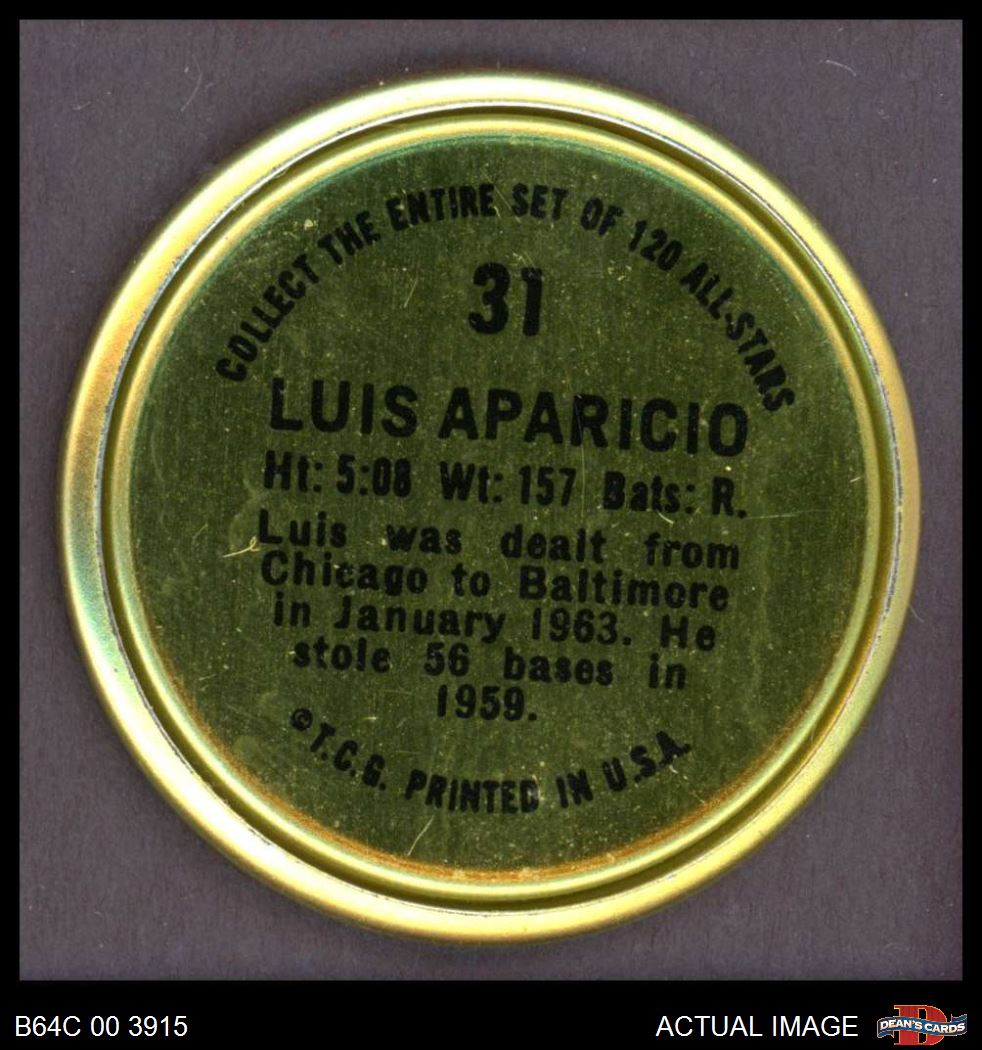 COLLECT THE ENTIRE SET OF 120 ALL-STARS
31
LUIS APARICIO
Ht: 5:08 Wt: 157 Bats: R.
Luis was dealt from
Chicago to Baltimore
in January 1963. He
stole 56 bases in
1959.
© T.C.G. PRINTED IN U.S.A.
B64C 00 3915
ACTUAL IMAGE
DEAN'S CARDS